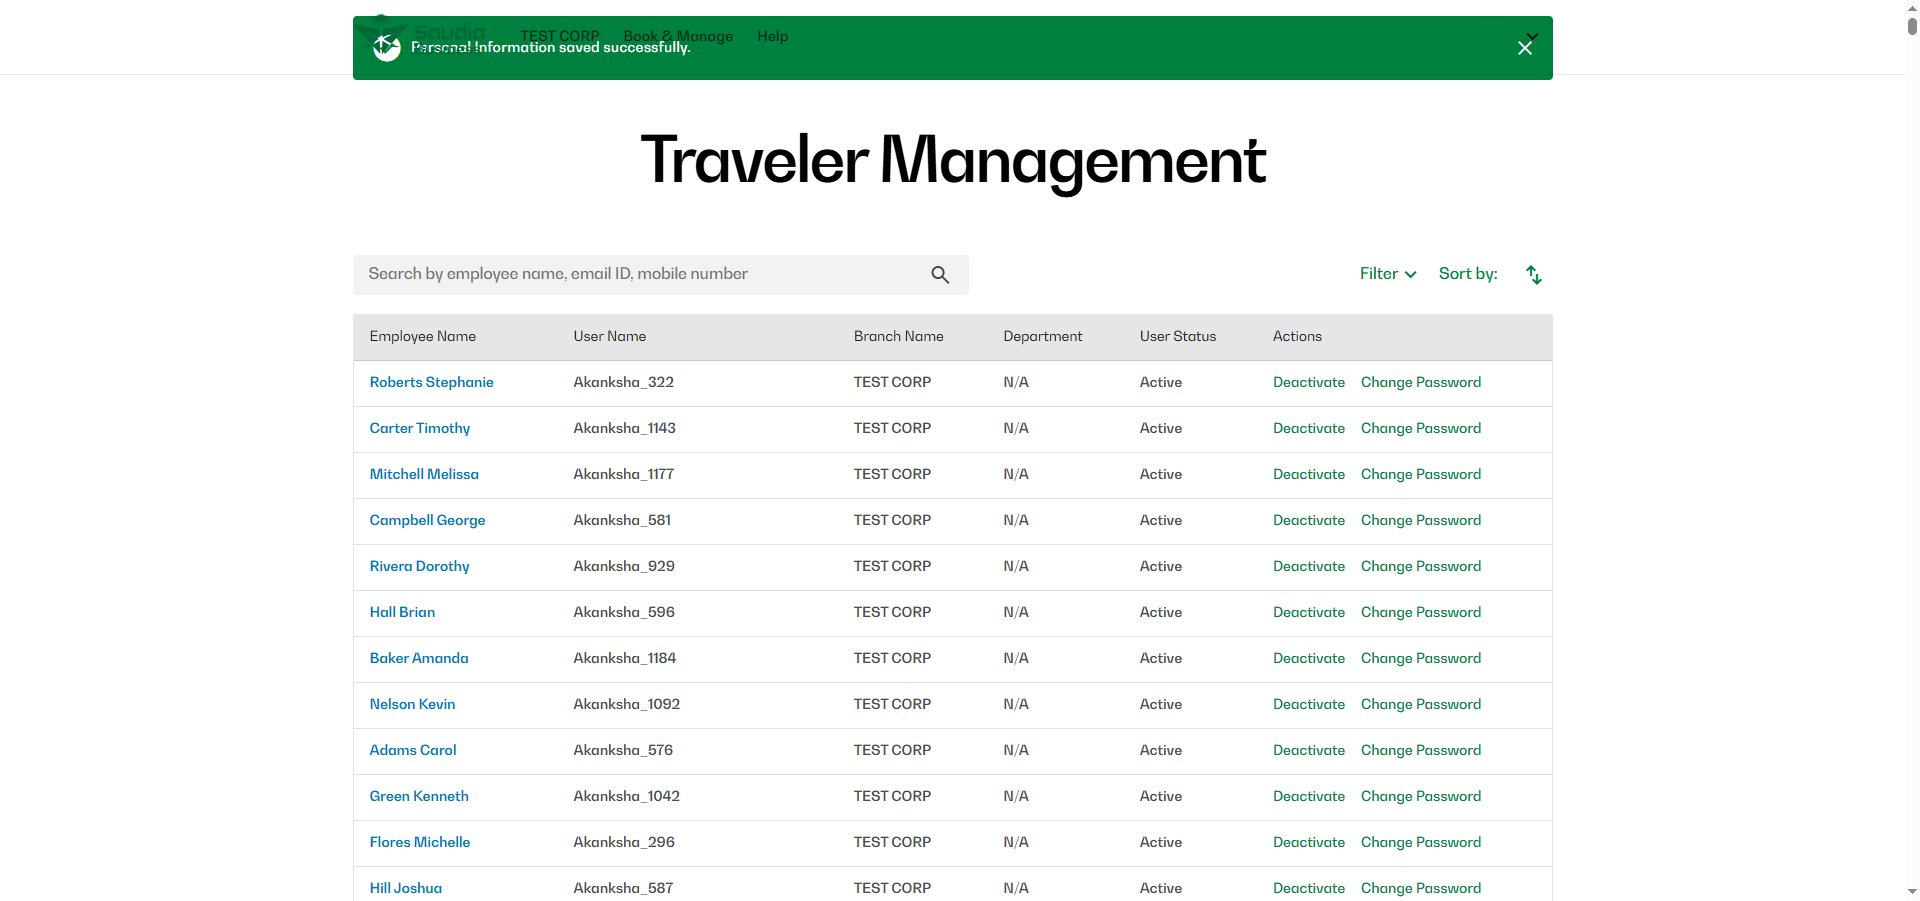 Saudia
TEST CORP Book & Manage Help
Personal Information saved successfully.
Traveler Management
Search by employee name, email ID, mobile number
Filter Sort by:
Employee Name User Name Branch Name Department User Status Actions
Roberts Stephanie Akanksha_322 TEST CORP N/A Active Deactivate Change Password
Carter Timothy Akanksha_1143 TEST CORP N/A Active Deactivate Change Password
Mitchell Melissa Akanksha_1177 TEST CORP N/A Active Deactivate Change Password
Campbell George Akanksha_581 TEST CORP N/A Active Deactivate Change Password
Rivera Dorothy Akanksha_929 TEST CORP N/A Active Deactivate Change Password
Hall Brian Akanksha_596 TEST CORP N/A Active Deactivate Change Password
Baker Amanda Akanksha_1184 TEST CORP N/A Active Deactivate Change Password
Nelson Kevin Akanksha_1092 TEST CORP N/A Active Deactivate Change Password
Adams Carol Akanksha_576 TEST CORP N/A Active Deactivate Change Password
Green Kenneth Akanksha_1042 TEST CORP N/A Active Deactivate Change Password
Flores Michelle Akanksha_296 TEST CORP N/A Active Deactivate Change Password
Hill Joshua Akanksha_587 TEST CORP N/A Active Deactivate Change Password